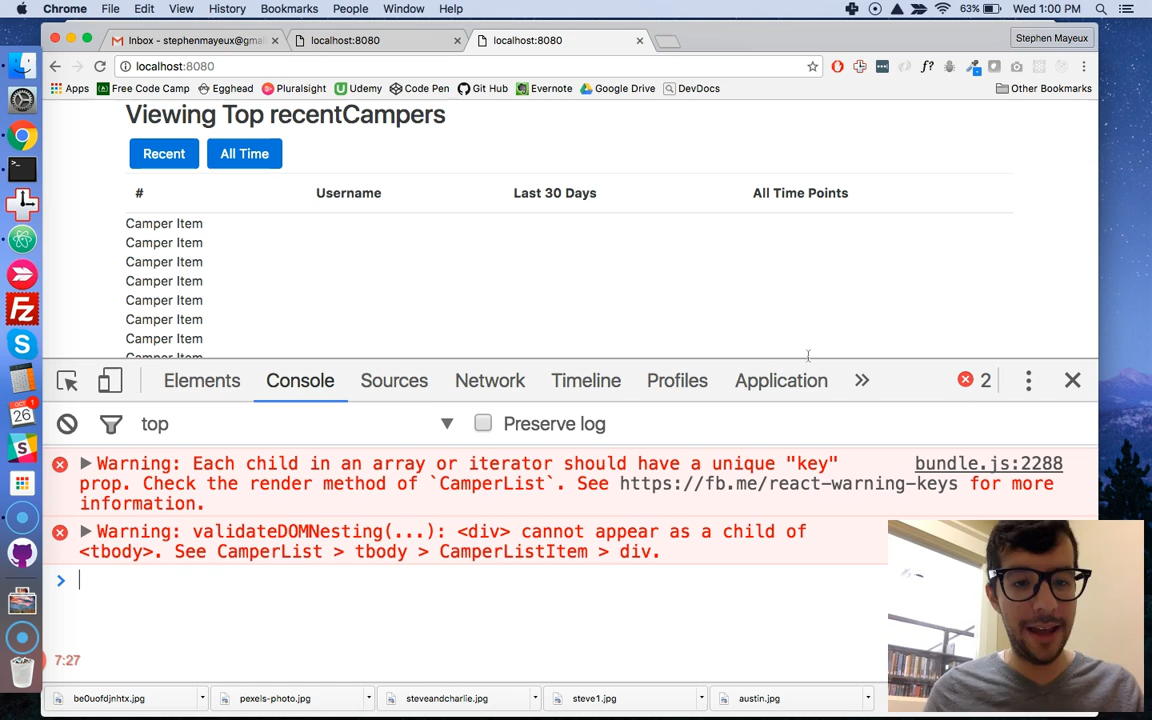 Chrome File Edit View History Bookmarks People Window Help 63% Wed 1:00 PM
Inbox - stephenmayeux@gmai localhost:8080 localhost:8080 Stephen Mayeux
localhost:8080
Apps Free Code Camp Egghead Pluralsight Udemy Code Pen Git Hub Evernote Google Drive DevDocs Other Bookmarks
Viewing Top recentCampers
Recent All Time
# Username Last 30 Days All Time Points
Camper Item
Camper Item
Camper Item
Camper Item
Camper Item
Camper Item
Camper Item
Camper Item
Elements Console Sources Network Timeline Profiles Application » 2
top Preserve log
Warning: Each child in an array or iterator should have a unique "key" bundle.js:2288
prop. Check the render method of `CamperList`. See https://fb.me/react-warning-keys for more
information.
Warning: validateDOMNesting(...): <div> cannot appear as a child of
<tbody>. See CamperList > tbody > CamperListItem > div.
>
7:27
OCT 1
26
be0uofdjnhtx.jpg pexels-photo.jpg steveandcharlie.jpg steve1.jpg austin.jpg